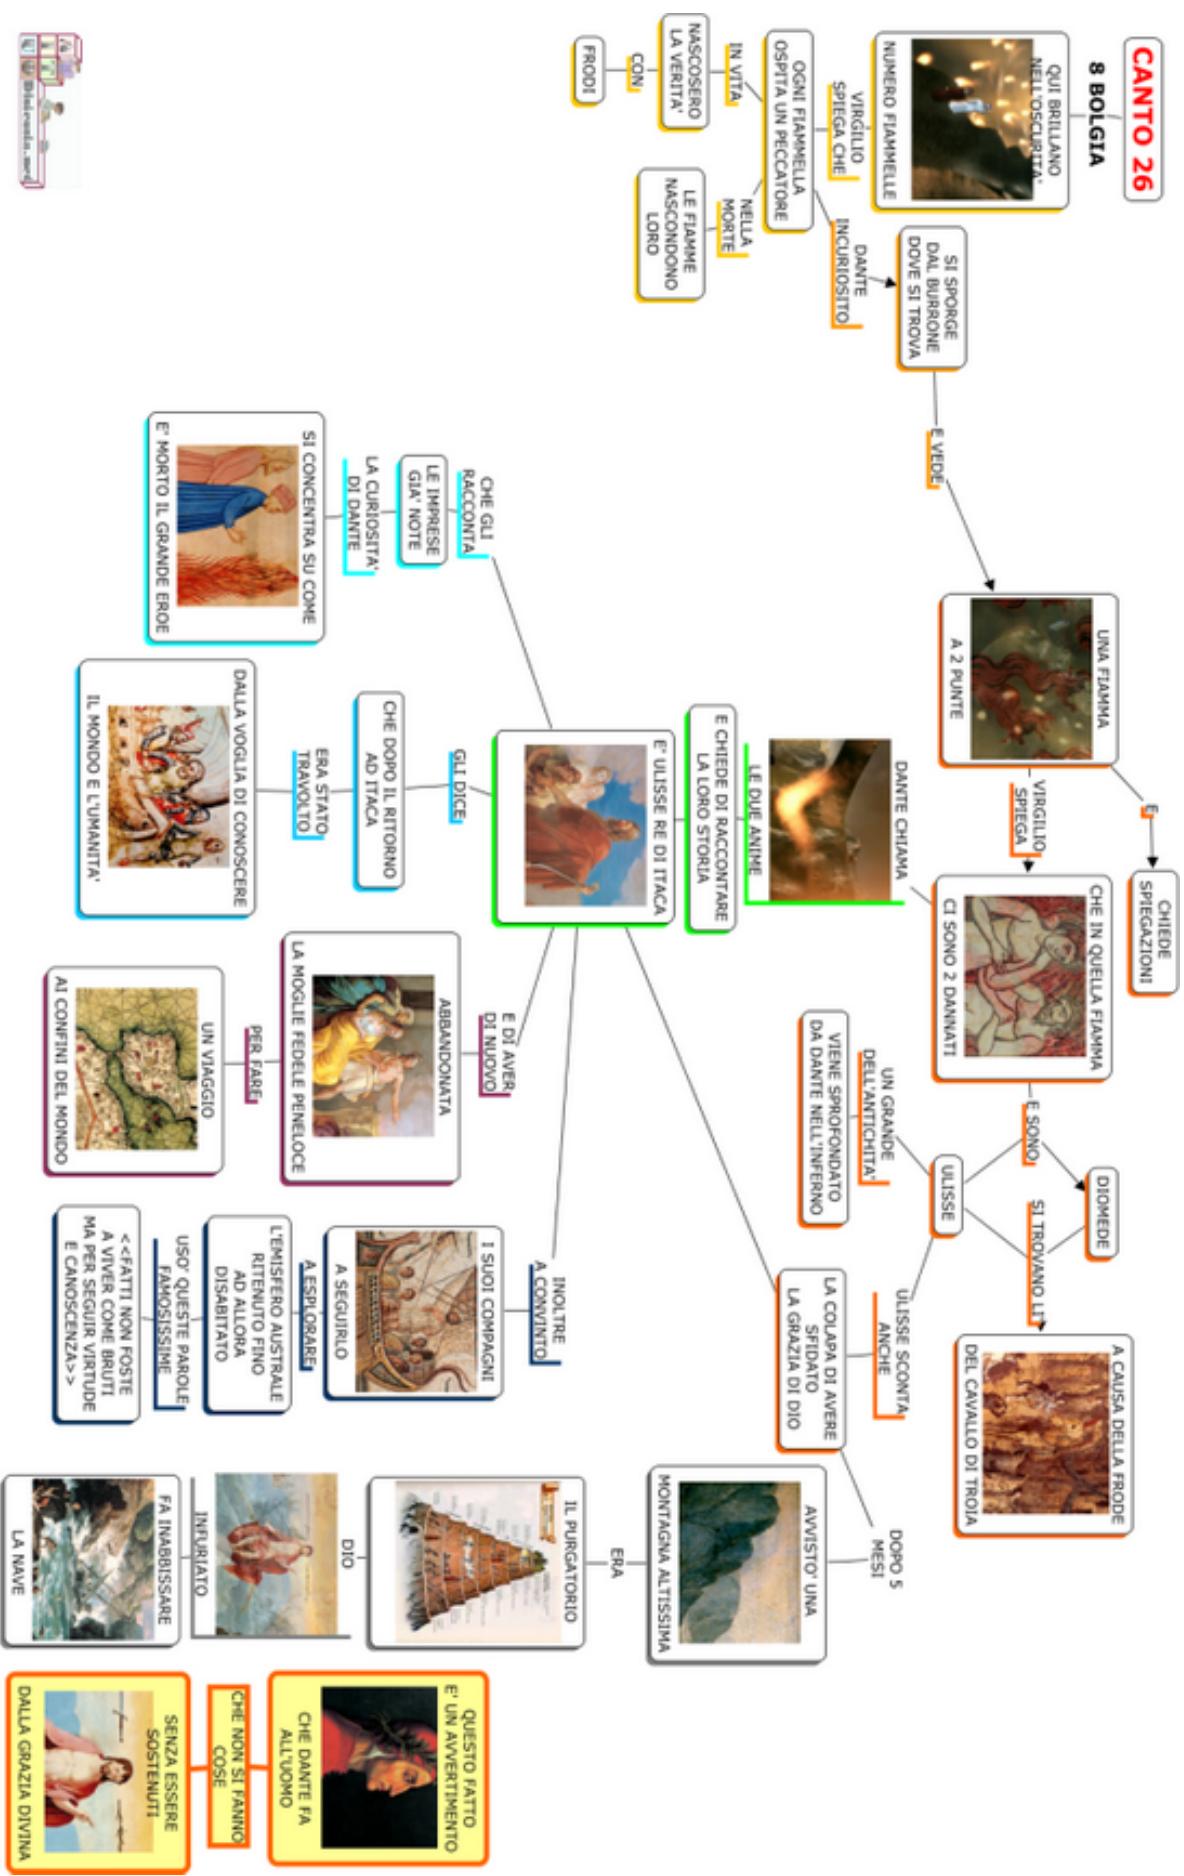 CANTO 26
8 BOLGIA
QUI BRILLANO
NELL'OSCURITA'
NUMERO FIAMMELLE
VIRGILIO
SPIEGA CHE
OGNI FIAMMELLA
OSPITA UN PECCATORE
IN VITA
NASCOSERO
LA VERITA'
CON
FRODI
NELLA
MORTE
LE FIAMME
NASCONDONO
LORO
DANTE
INCURIOSITO
SI SPORGE
DAL BURRONE
DOVE SI TROVA
E VEDE
UNA FIAMMA
A 2 PUNTE
E
CHIEDE
SPIEGAZIONI
VIRGILIO
SPIEGA
CHE IN QUELLA FIAMMA
CI SONO 2 DANNATI
E SONO
DIOMEDE
ULISSE
SI TROVANO LI'
A CAUSA DELLA FRODE
DEL CAVALLO DI TROIA
UN GRANDE
DELL'ANTICHITA'
VIENE SPROFONDATO
DA DANTE NELL'INFERNO
ULISSE SCONTA
ANCHE
LA COLAPA DI AVERE
SFIDATO
LA GRAZIA DI DIO
DANTE CHIAMA
LE DUE ANIME
E CHIEDE DI RACCONTARE
LA LORO STORIA
E' ULISSE RE DI ITACA
CHE GLI
RACCONTA
LE IMPRESE
GIA' NOTE
LA CURIOSITA'
DI DANTE
SI CONCENTRA SU COME
E' MORTO IL GRANDE EROE
GLI DICE
CHE DOPO IL RITORNO
AD ITACA
ERA STATO
TRAVOLTO
DALLA VOGLIA DI CONOSCERE
IL MONDO E L'UMANITA'
E DI AVER
DI NUOVO
ABBANDONATA
LA MOGLIE FEDELE PENELOCE
PER FARE
UN VIAGGIO
AI CONFINI DEL MONDO
INOLTRE
A CONVINTO
I SUOI COMPAGNI
A SEGUIRLO
A ESPLORARE
L'EMISFERO AUSTRALE
RITENUTO FINO
AD ALLORA
DISABITATO
USO' QUESTE PAROLE
FAMOSISSIME
<<FATTI NON FOSTE
A VIVER COME BRUTI
MA PER SEGUIR VIRTUDE
E CANOSCENZA>>
DOPO 5
MESI
AVVISTO' UNA
MONTAGNA ALTISSIMA
ERA
IL PURGATORIO
DIO
INFURIATO
FA INABBISSARE
LA NAVE
QUESTO FATTO
E' UN AVVERTIMENTO
CHE DANTE FA
ALL'UOMO
CHE NON SI FANNO
COSE
SENZA ESSERE
SOSTENUTI
DALLA GRAZIA DIVINA